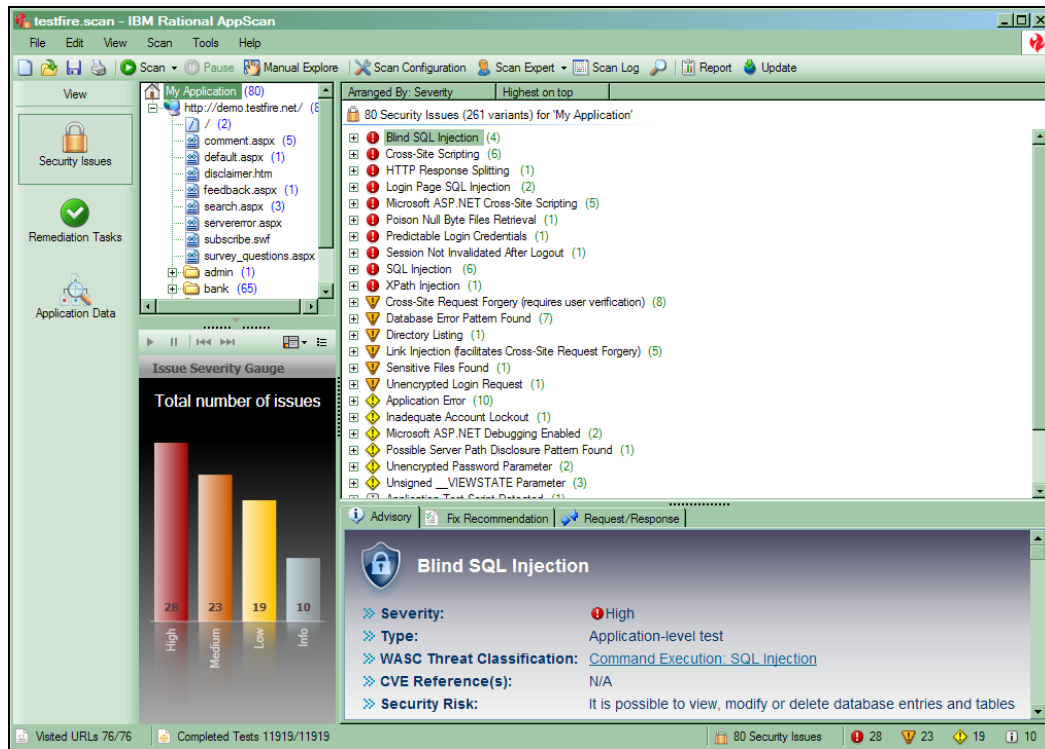 testfire.scan - IBM Rational AppScan
File Edit View Scan Tools Help
Scan Pause Manual Explore Scan Configuration Scan Expert Scan Log Report Update
View
Security Issues
Remediation Tasks
Application Data
My Application (80)
http://demo.testfire.net/ (8
/ (2)
comment.aspx (5)
default.aspx (1)
disclaimer.htm
feedback.aspx (1)
search.aspx (3)
servererror.aspx
subscribe.swf
survey_questions.aspx
admin (1)
bank (65)
Issue Severity Gauge
Total number of issues
28 23 19 10
High Medium Low Info
Arranged By: Severity Highest on top
80 Security Issues (261 variants) for 'My Application'
Blind SQL Injection (4)
Cross-Site Scripting (6)
HTTP Response Splitting (1)
Login Page SQL Injection (2)
Microsoft ASP.NET Cross-Site Scripting (5)
Poison Null Byte Files Retrieval (1)
Predictable Login Credentials (1)
Session Not Invalidated After Logout (1)
SQL Injection (6)
XPath Injection (1)
Cross-Site Request Forgery (requires user verification) (8)
Database Error Pattern Found (7)
Directory Listing (1)
Link Injection (facilitates Cross-Site Request Forgery) (5)
Sensitive Files Found (1)
Unencrypted Login Request (1)
Application Error (10)
Inadequate Account Lockout (1)
Microsoft ASP.NET Debugging Enabled (2)
Possible Server Path Disclosure Pattern Found (1)
Unencrypted Password Parameter (2)
Unsigned __VIEWSTATE Parameter (3)
Application Test Script Detected (1)
Advisory Fix Recommendation Request/Response
Blind SQL Injection
Severity: High
Type: Application-level test
WASC Threat Classification: Command Execution: SQL Injection
CVE Reference(s): N/A
Security Risk: It is possible to view, modify or delete database entries and tables
Visited URLs 76/76 Completed Tests 11919/11919 80 Security Issues 28 23 19 10